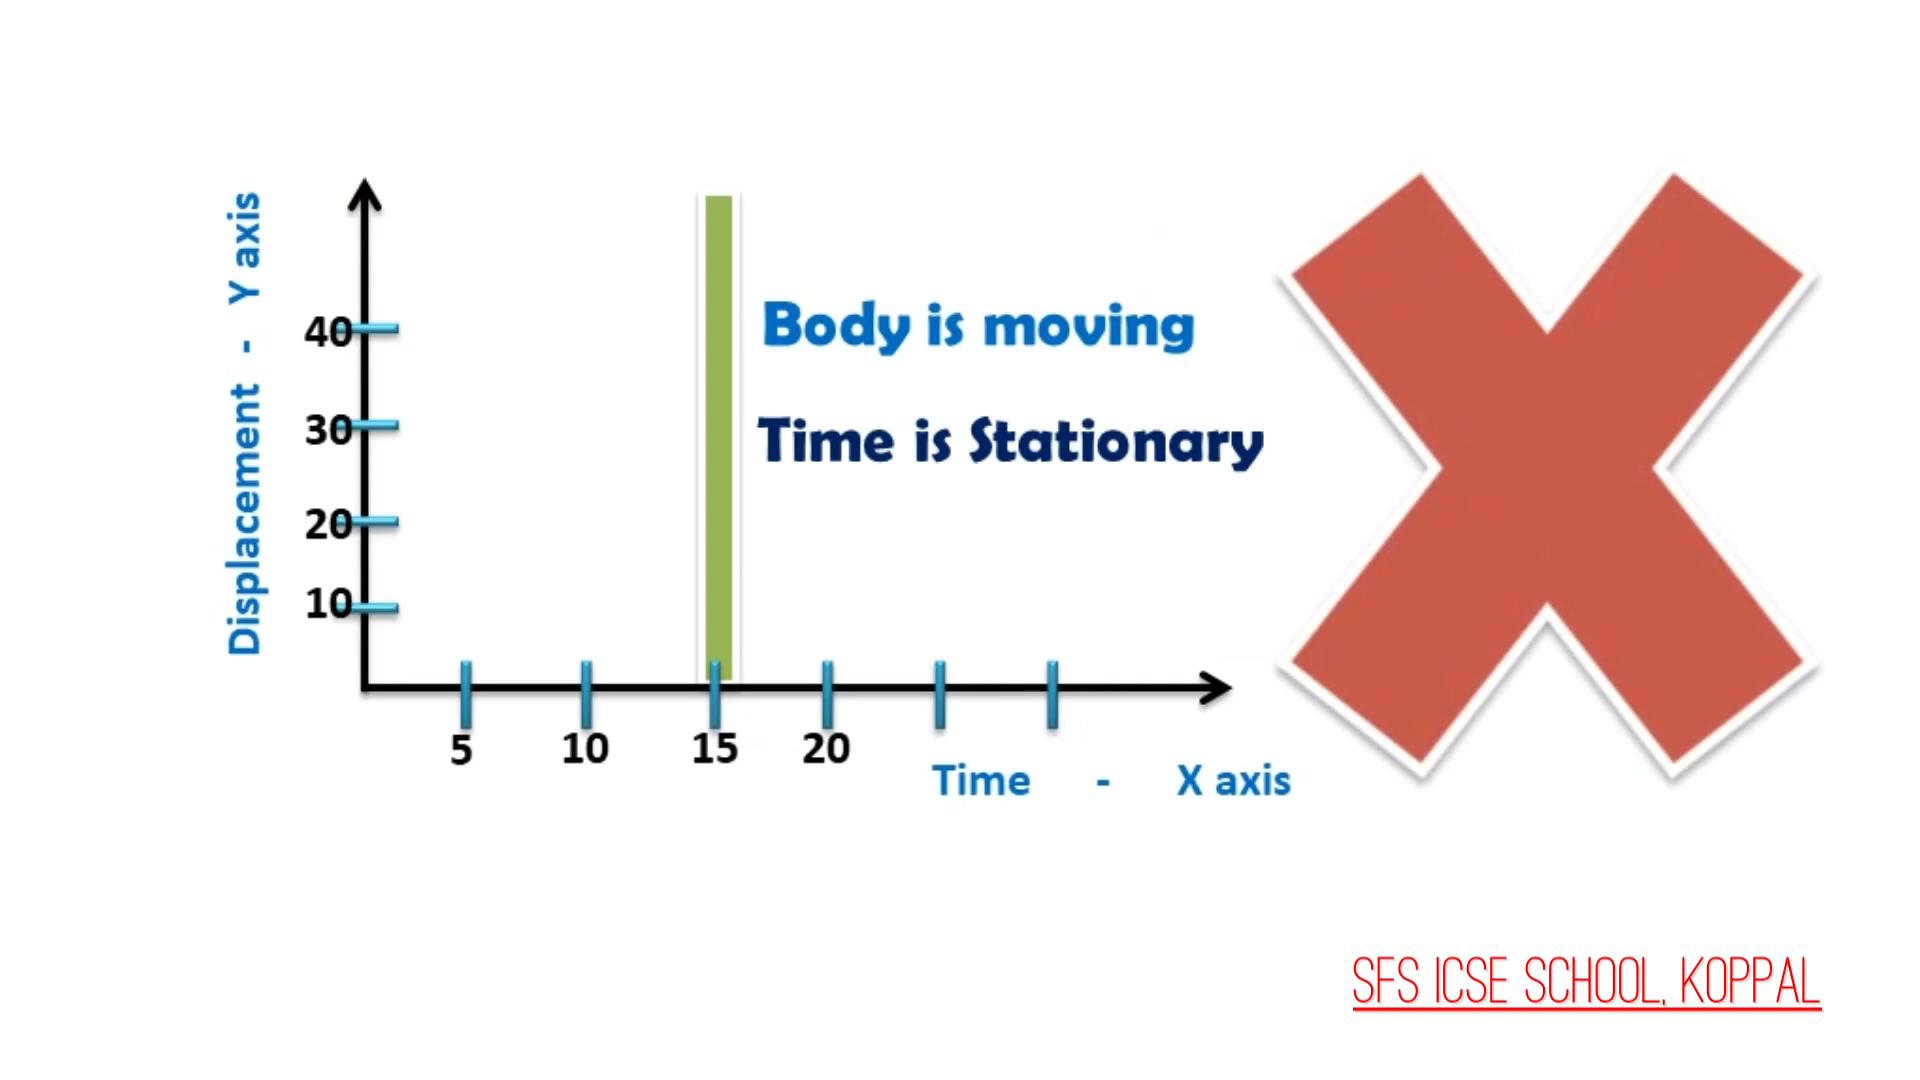 Displacement - Y axis
40
30
20
10
Body is moving
Time is Stationary
5 10 15 20
Time - X axis
SFS ICSE SCHOOL, KOPPAL